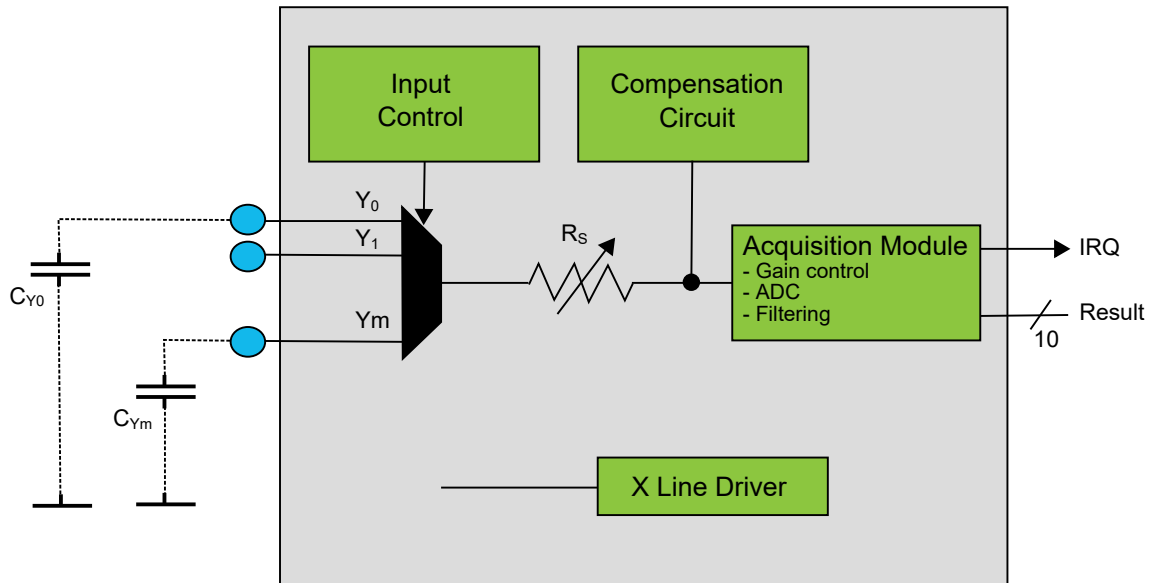 Input
Control
Compensation
Circuit
Y0
Y1
Ym
RS
CY0
CYm
Acquisition Module
- Gain control
- ADC
- Filtering
IRQ
Result
10
X Line Driver